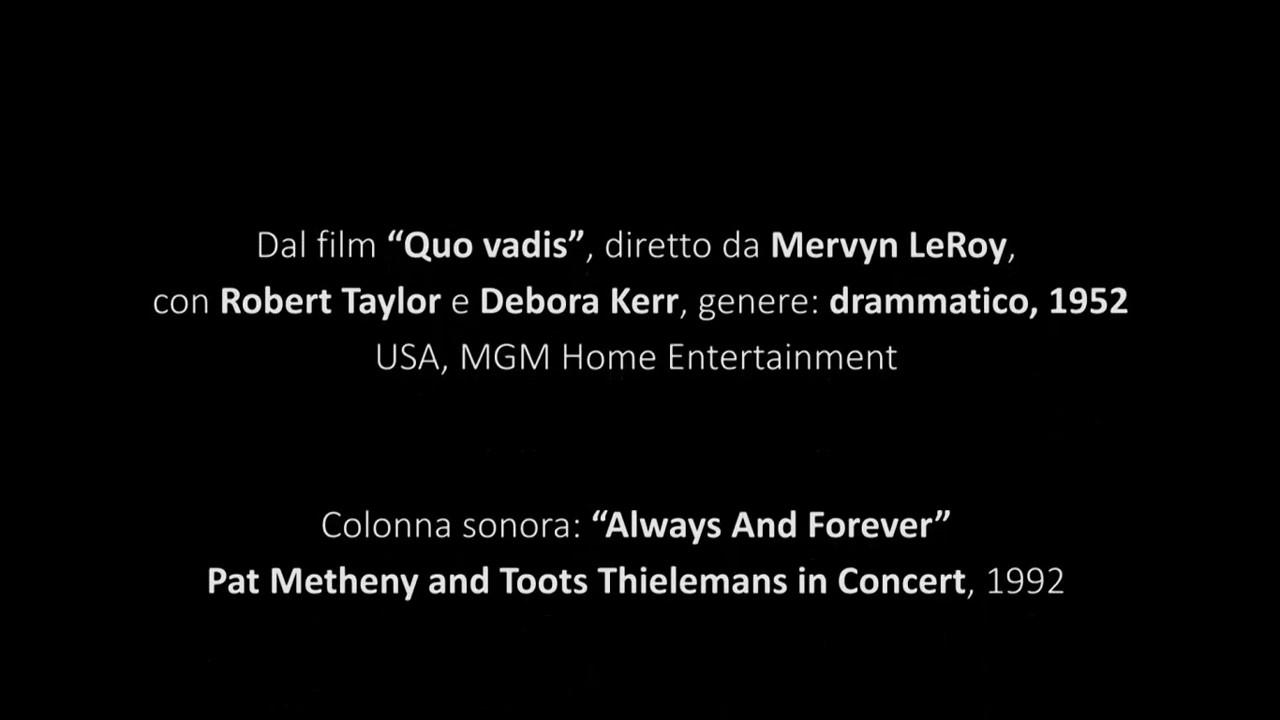 Dal film “Quo vadis”, diretto da Mervyn LeRoy,
con Robert Taylor e Debora Kerr, genere: drammatico, 1952
USA, MGM Home Entertainment
Colonna sonora: “Always And Forever”
Pat Metheny and Toots Thielemans in Concert, 1992